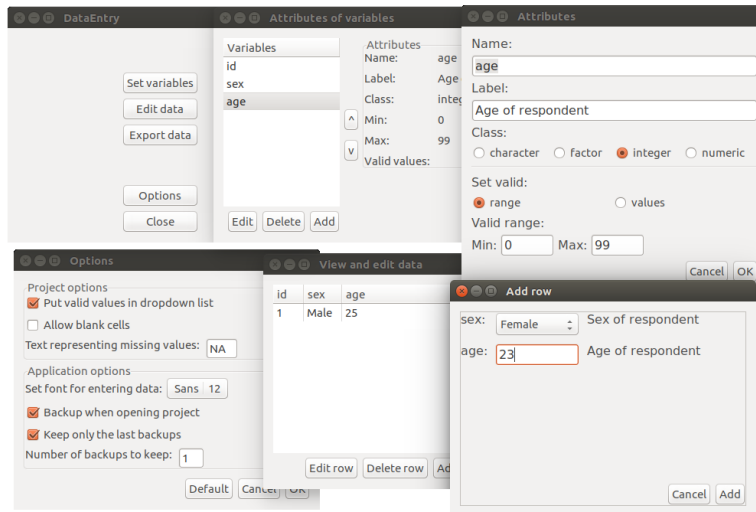 DataEntry
Set variables
Edit data
Export data
Options
Close
Attributes of variables
Variables
id
sex
age
Edit Delete Add
^
v
Attributes
Name: age
Label: Age
Class:
Min: 0
Max: 99
Valid values:
Attributes
Name:
age
Label:
Age of respondent
Class:
character factor integer numeric
Set valid:
range values
Valid range:
Min: 0 Max: 99
Cancel OK
Options
Project options
Put valid values in dropdown list
Allow blank cells
Text representing missing values: NA
Application options
Set font for entering data: Sans 12
Backup when opening project
Keep only the last backups
Number of backups to keep: 1
Default Cancel OK
View and edit data
id sex age
1 Male 25
Edit row Delete row
Add row
sex: Female Sex of respondent
age: 23 Age of respondent
Cancel Add